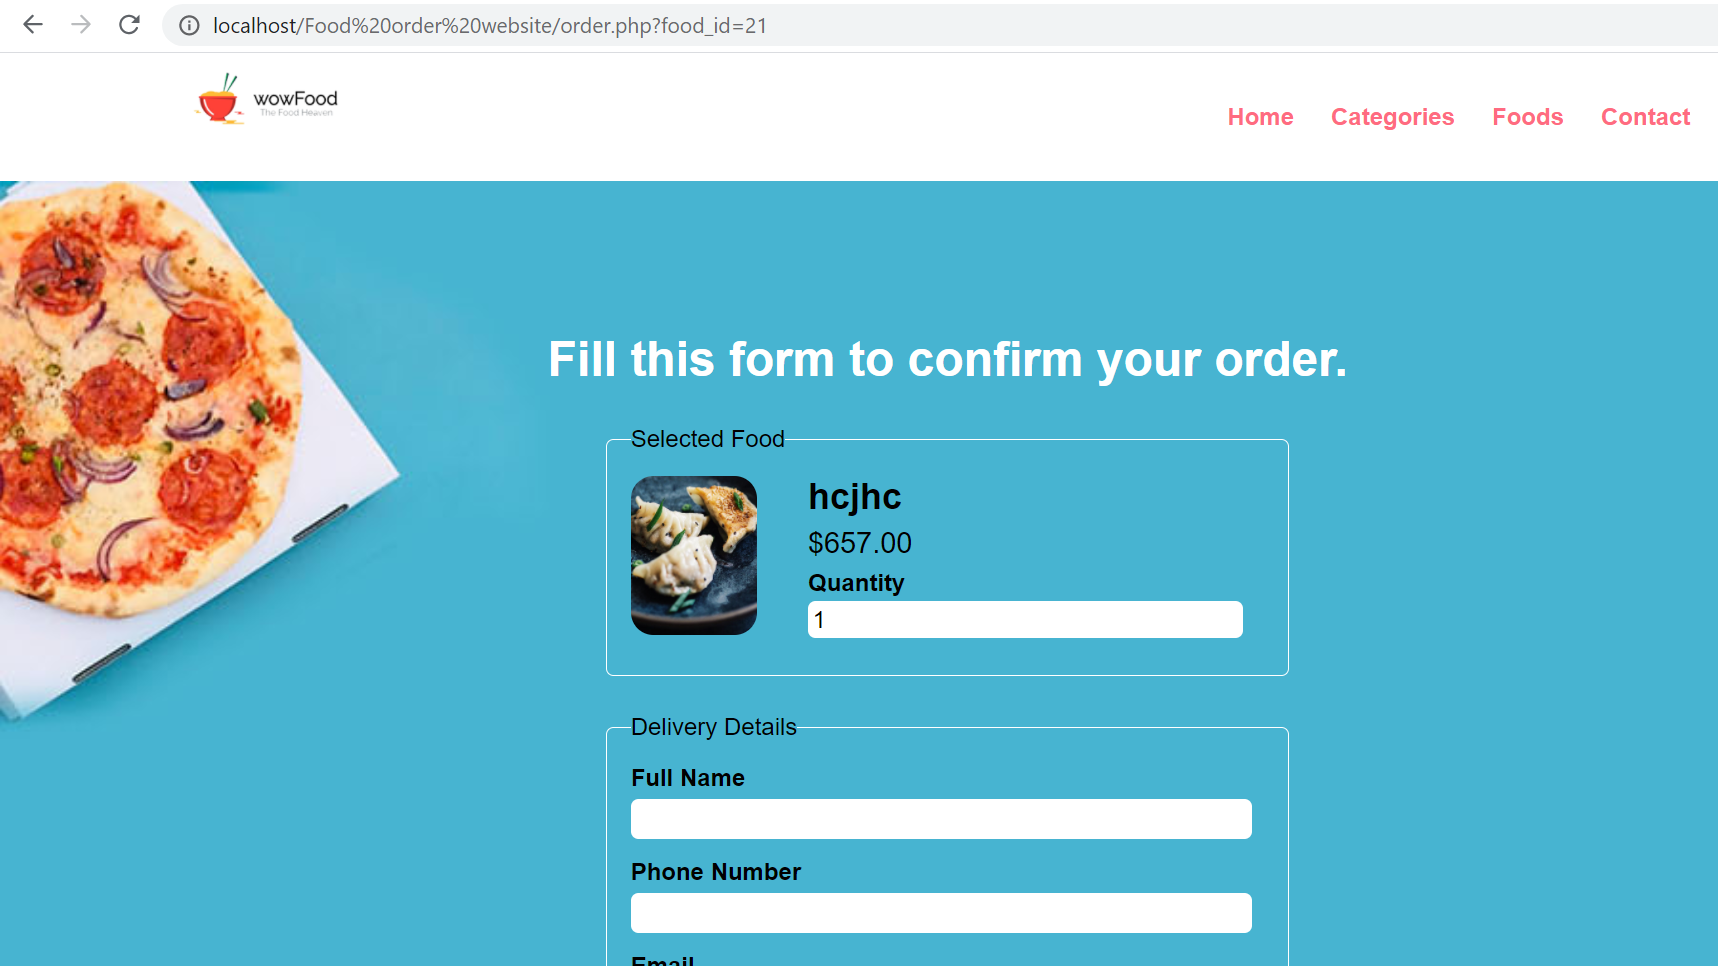 localhost/Food%20order%20website/order.php?food_id=21
wowFood
The Food Heaven
Home Categories Foods Contact
Fill this form to confirm your order.
Selected Food
hcjhc
$657.00
Quantity
1
Delivery Details
Full Name
Phone Number
Email